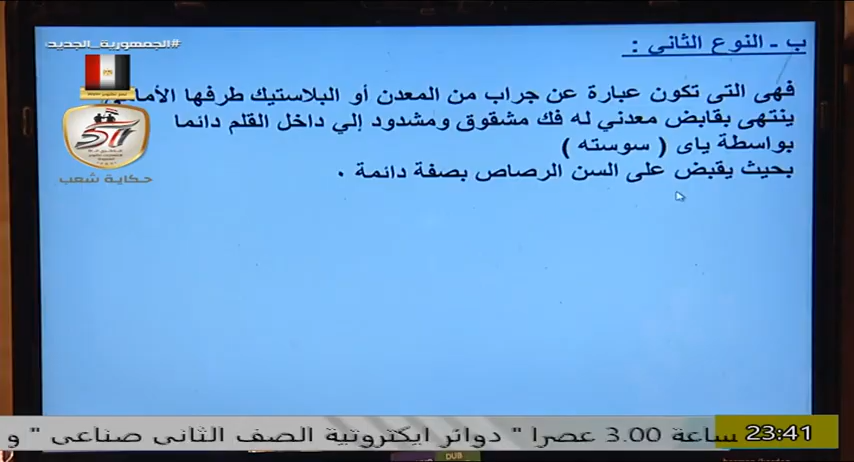 #الجمهورية_الجديدة
ب - النوع الثانى :
فهى التى تكون عبارة عن جراب من المعدن أو البلاستيك طرفها
ينتهى بقابض معدني له فك مشقوق ومشدود إلي داخل القلم دائما
بواسطة ياى ( سوسته )
بحيث يقبض على السن الرصاص بصفة دائمة .
حكاية شعب
ساعة 3.00 عصرا " دوائر ايكتروتية الصف الثانى صناعى " و
23:41
DUB